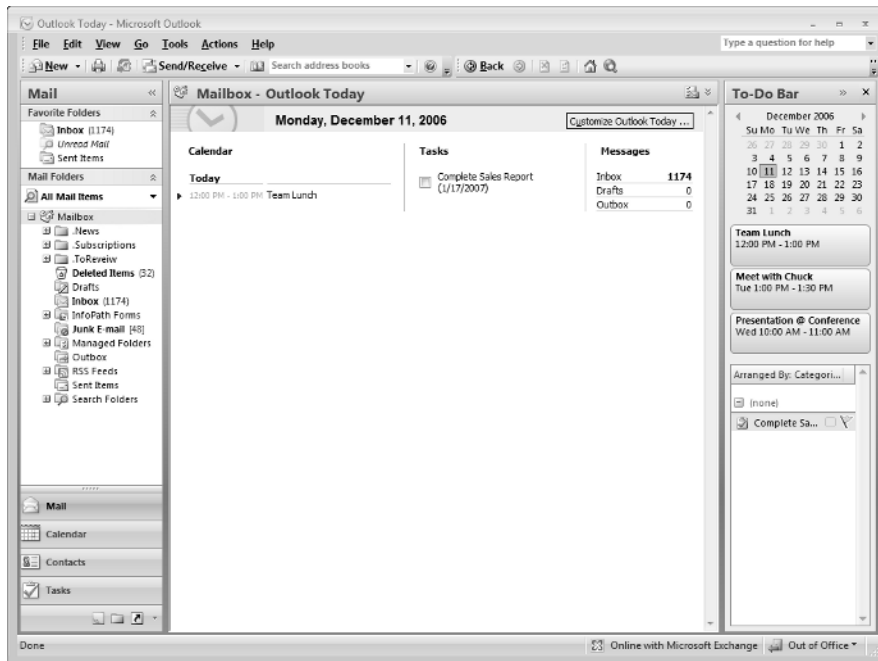 Outlook Today - Microsoft Outlook
File Edit View Go Tools Actions Help
Type a question for help
New Send/Receive Search address books Back
Mail
Favorite Folders
Inbox (1174)
Unread Mail
Sent Items
Mail Folders
All Mail Items
Mailbox
.News
.Subscriptions
.ToReveiw
Deleted Items (32)
Drafts
Inbox (1174)
InfoPath Forms
Junk E-mail [48]
Managed Folders
Outbox
RSS Feeds
Sent Items
Search Folders
Mail
Calendar
Contacts
Tasks
Mailbox - Outlook Today
Monday, December 11, 2006
Customize Outlook Today ...
Calendar
Today
12:00 PM - 1:00 PM Team Lunch
Tasks
Complete Sales Report
(1/17/2007)
Messages
Inbox 1174
Drafts 0
Outbox 0
To-Do Bar
December 2006
Su Mo Tu We Th Fr Sa
26 27 28 29 30 1 2
3 4 5 6 7 8 9
10 11 12 13 14 15 16
17 18 19 20 21 22 23
24 25 26 27 28 29 30
31 1 2 3 4 5 6
Team Lunch
12:00 PM - 1:00 PM
Meet with Chuck
Tue 1:00 PM - 1:30 PM
Presentation @ Conference
Wed 10:00 AM - 11:00 AM
Arranged By: Categori...
(none)
Complete Sa...
Done
Online with Microsoft Exchange
Out of Office